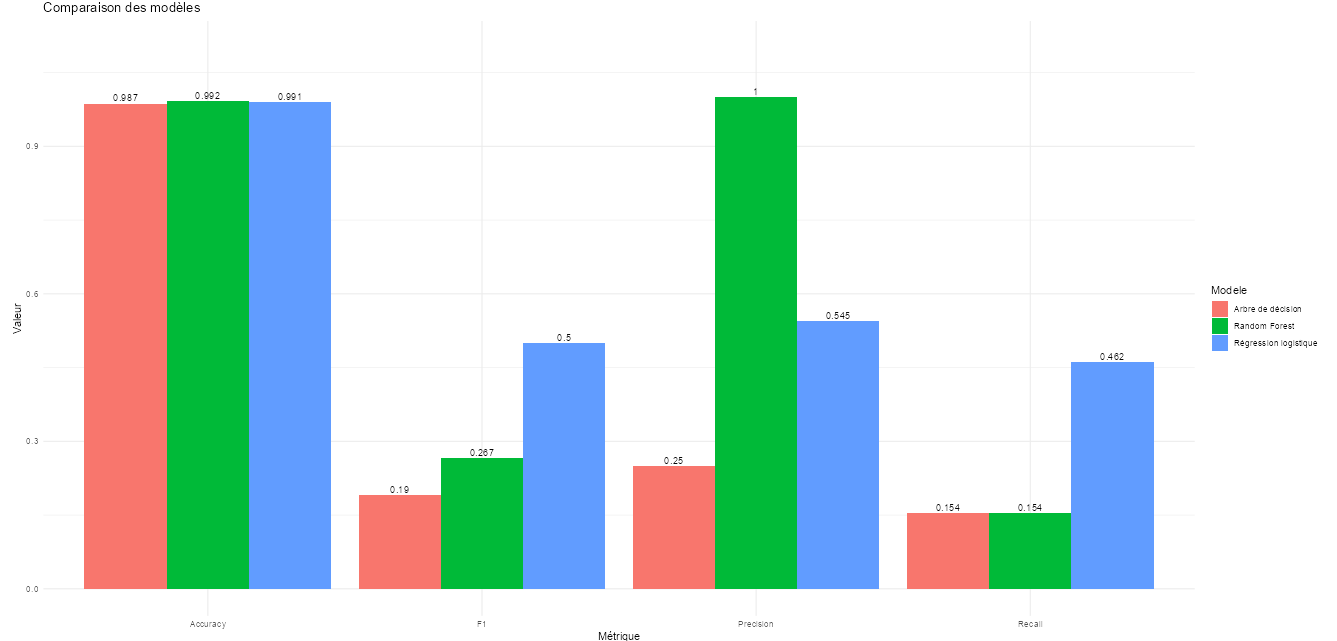 Comparaison des modèles
Valeur
0.9
0.6
0.3
0.0
0.987
0.992
0.991
0.19
0.267
0.5
0.25
1
0.545
0.154
0.154
0.462
Accuracy
F1
Precision
Recall
Métrique
Modele
Arbre de décision
Random Forest
Régression logistique